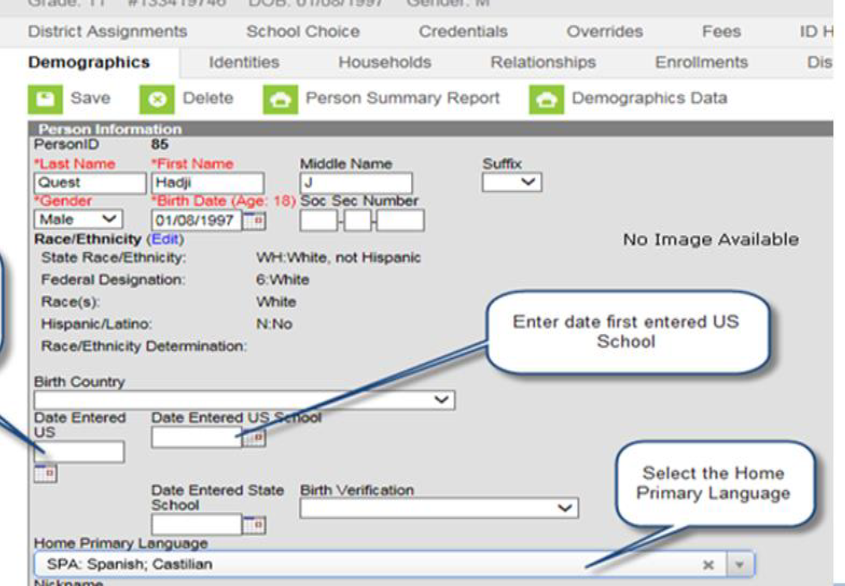 Grade: 11 #133419746 DOB: 01/08/1997 Gender: M
District Assignments School Choice Credentials Overrides Fees ID H
Demographics Identities Households Relationships Enrollments Dis
Save Delete Person Summary Report Demographics Data
Person Information
PersonID 85
*Last Name *First Name Middle Name Suffix
Quest Hadji J
*Gender *Birth Date (Age: 18) Soc Sec Number
Male 01/08/1997 - -
Race/Ethnicity (Edit)
No Image Available
State Race/Ethnicity: WH:White, not Hispanic
Federal Designation: 6:White
Race(s): White
Hispanic/Latino: N:No
Race/Ethnicity Determination:
Enter date first entered US
School
Birth Country
Date Entered
US
Date Entered US School
Date Entered State
School
Birth Verification
Select the Home
Primary Language
Home Primary Language
SPA: Spanish; Castilian
Nickname